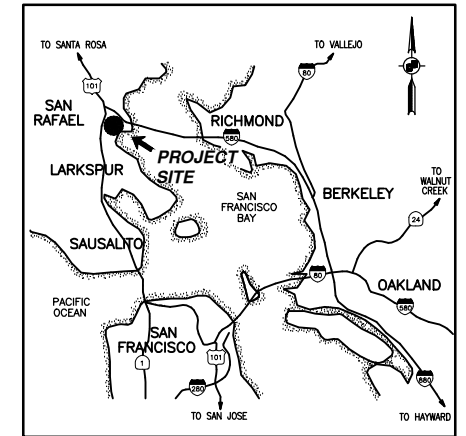 TO SANTA ROSA
TO VALLEJO
80
101
SAN
RAFAEL
RICHMOND
580
PROJECT
SITE
LARKSPUR
TO
WALNUT
CREEK
SAN
FRANCISCO
BAY
BERKELEY
24
SAUSALITO
80
OAKLAND
PACIFIC
OCEAN
580
SAN
FRANCISCO
101
1
280
880
TO SAN JOSE
TO HAYWARD